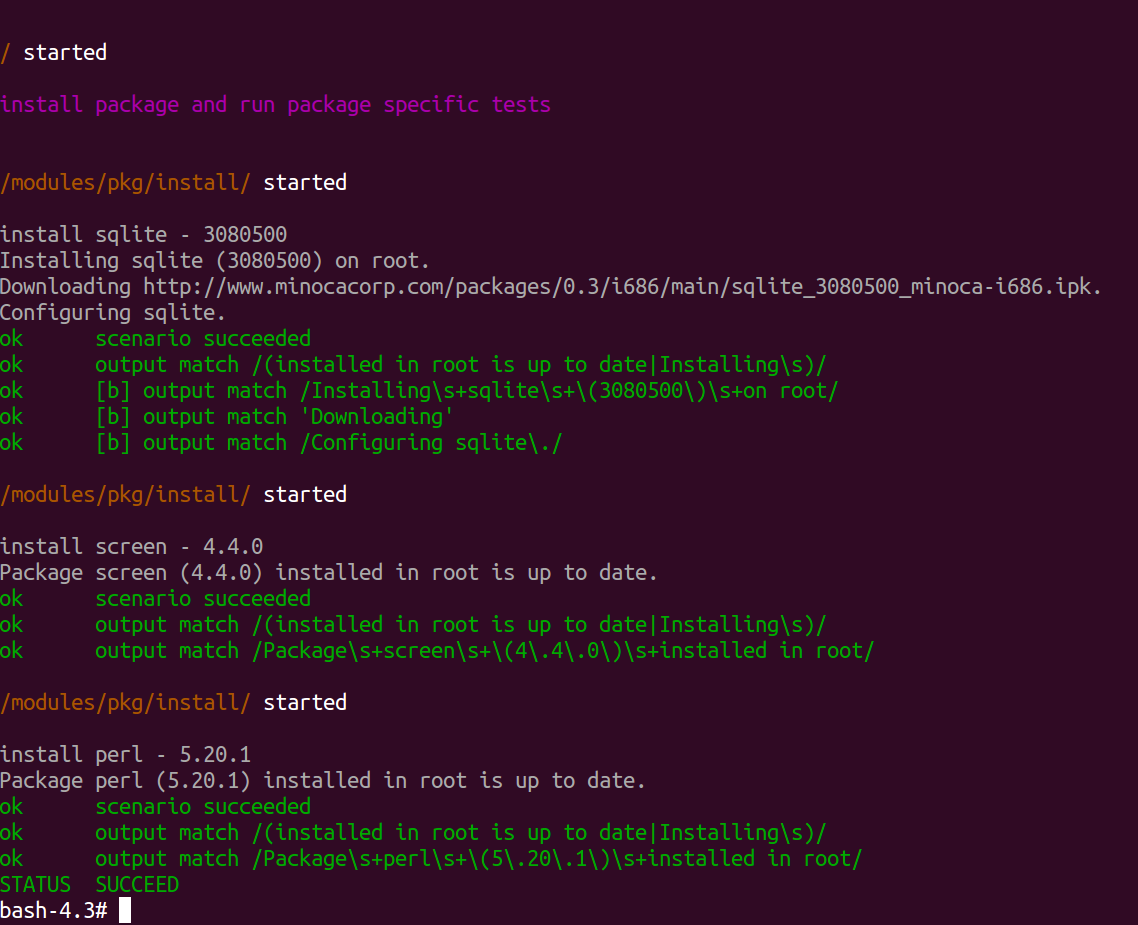 / started
install package and run package specific tests
/modules/pkg/install/ started
install sqlite - 3080500
Installing sqlite (3080500) on root.
Downloading http://www.minocacorp.com/packages/0.3/i686/main/sqlite_3080500_minoca-i686.ipk.
Configuring sqlite.
ok      scenario succeeded
ok      output match /(installed in root is up to date|Installing\s)/
ok      [b] output match /Installing\s+sqlite\s+\(3080500\)\s+on root/
ok      [b] output match 'Downloading'
ok      [b] output match /Configuring sqlite\./
/modules/pkg/install/ started
install screen - 4.4.0
Package screen (4.4.0) installed in root is up to date.
ok      scenario succeeded
ok      output match /(installed in root is up to date|Installing\s)/
ok      output match /Package\s+screen\s+\(4\.4\.0\)\s+installed in root/
/modules/pkg/install/ started
install perl - 5.20.1
Package perl (5.20.1) installed in root is up to date.
ok      scenario succeeded
ok      output match /(installed in root is up to date|Installing\s)/
ok      output match /Package\s+perl\s+\(5\.20\.1\)\s+installed in root/
STATUS  SUCCEED
bash-4.3#